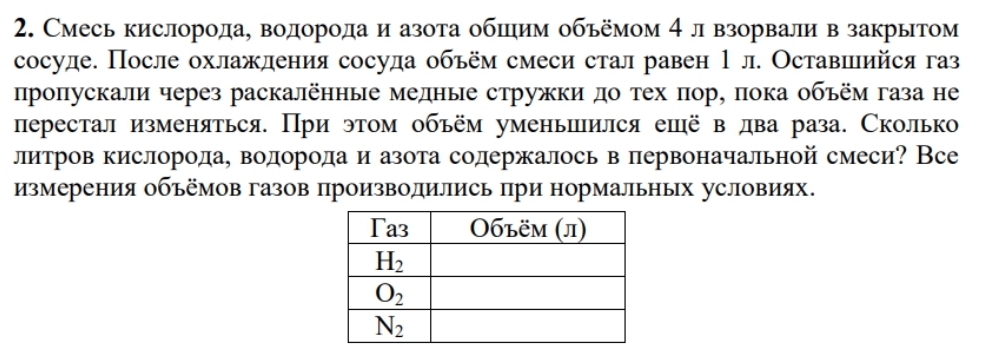 2. Смесь кислорода, водорода и азота общим объёмом 4 л взорвали в закрытом
сосуде. После охлаждения сосуда объём смеси стал равен 1 л. Оставшийся газ
пропускали через раскалённые медные стружки до тех пор, пока объём газа не
перестал изменяться. При этом объём уменьшился ещё в два раза. Сколько
литров кислорода, водорода и азота содержалось в первоначальной смеси? Все
измерения объёмов газов производились при нормальных условиях.
Газ Объём (л)
H₂
O₂
N₂